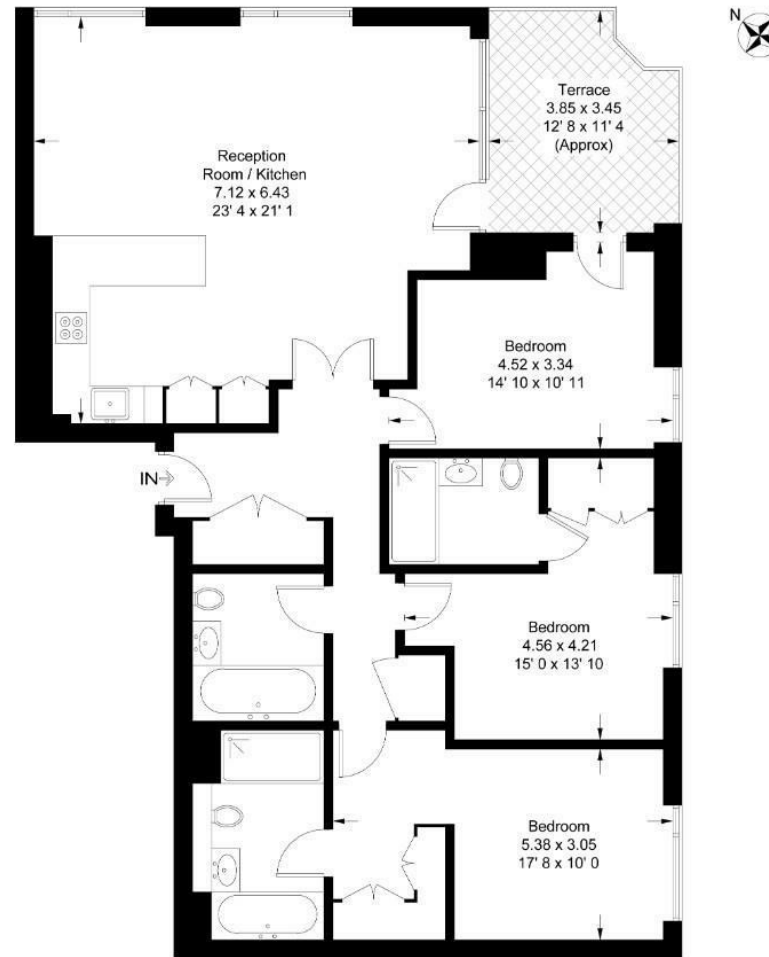 N
Terrace
3.85 x 3.45
12' 8 x 11' 4
(Approx)
Reception
Room / Kitchen
7.12 x 6.43
23' 4 x 21' 1
Bedroom
4.52 x 3.34
14' 10 x 10' 11
IN
Bedroom
4.56 x 4.21
15' 0 x 13' 10
Bedroom
5.38 x 3.05
17' 8 x 10' 0